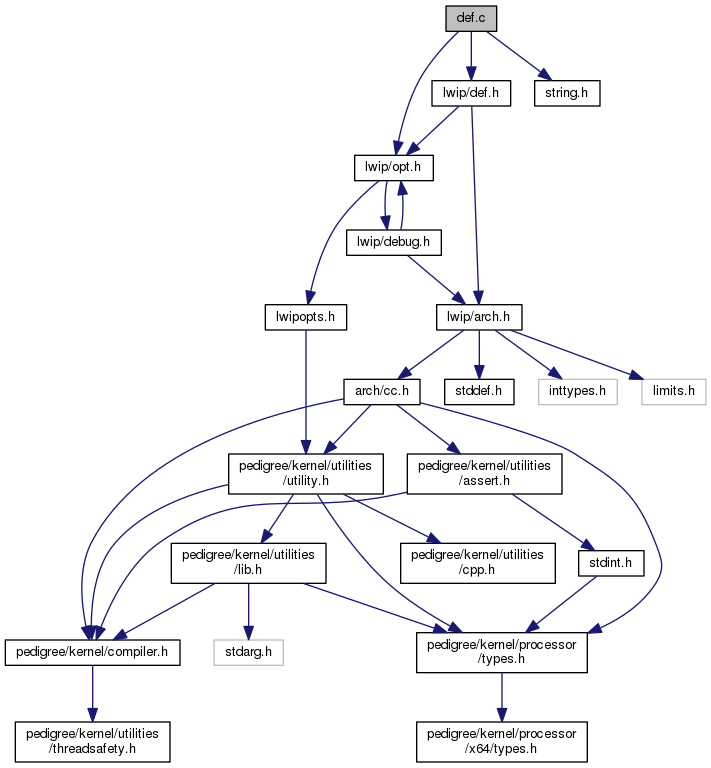 def.c
lwip/def.h
string.h
lwip/opt.h
lwip/debug.h
lwipopts.h
lwip/arch.h
arch/cc.h
stddef.h
inttypes.h
limits.h
pedigree/kernel/utilities
/utility.h
pedigree/kernel/utilities
/assert.h
pedigree/kernel/utilities
/lib.h
pedigree/kernel/utilities
/cpp.h
stdint.h
pedigree/kernel/compiler.h
stdarg.h
pedigree/kernel/processor
/types.h
pedigree/kernel/utilities
/threadsafety.h
pedigree/kernel/processor
/x64/types.h